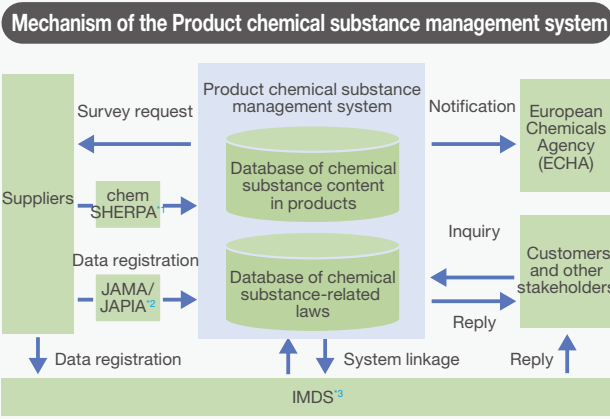 Mechanism of the Product chemical substance management system
Product chemical substance
management system
Survey request
Notification
European
Chemicals
Agency
(ECHA)
Suppliers
Database of chemical
substance content
in products
chem
SHERPA*1
Inquiry
Data registration
Customers
and other
stakeholders
JAMA/
JAPIA*2
Database of chemical
substance-related
laws
Reply
Data registration
System linkage
Reply
IMDS*3